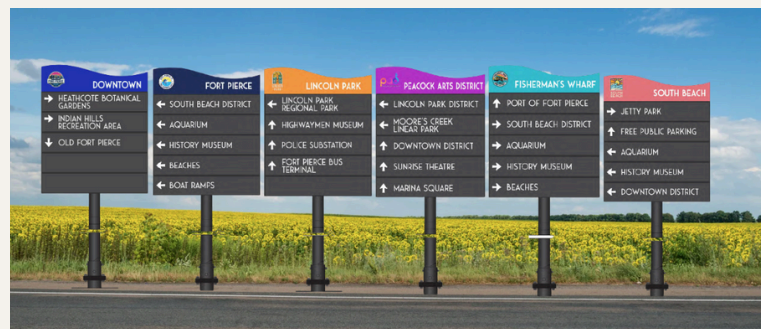 DOWNTOWN
HEATHCOTE BOTANICAL
GARDENS
INDIAN HILLS
RECREATION AREA
OLD FORT PIERCE
FORT PIERCE
SOUTH BEACH DISTRICT
AQUARIUM
HISTORY MUSEUM
BEACHES
BOAT RAMPS
LINCOLN PARK
LINCOLN PARK
REGIONAL PARK
HIGHWAYMEN MUSEUM
POLICE SUBSTATION
FORT PIERCE BUS
TERMINAL
PEACOCK ARTS DISTRICT
LINCOLN PARK DISTRICT
MOORE'S CREEK
LINEAR PARK
DOWNTOWN DISTRICT
SUNRISE THEATRE
MARINA SQUARE
FISHERMAN'S WHARF
PORT OF FORT PIERCE
SOUTH BEACH DISTRICT
AQUARIUM
HISTORY MUSEUM
BEACHES
SOUTH BEACH
JETTY PARK
FREE PUBLIC PARKING
AQUARIUM
HISTORY MUSEUM
DOWNTOWN DISTRICT